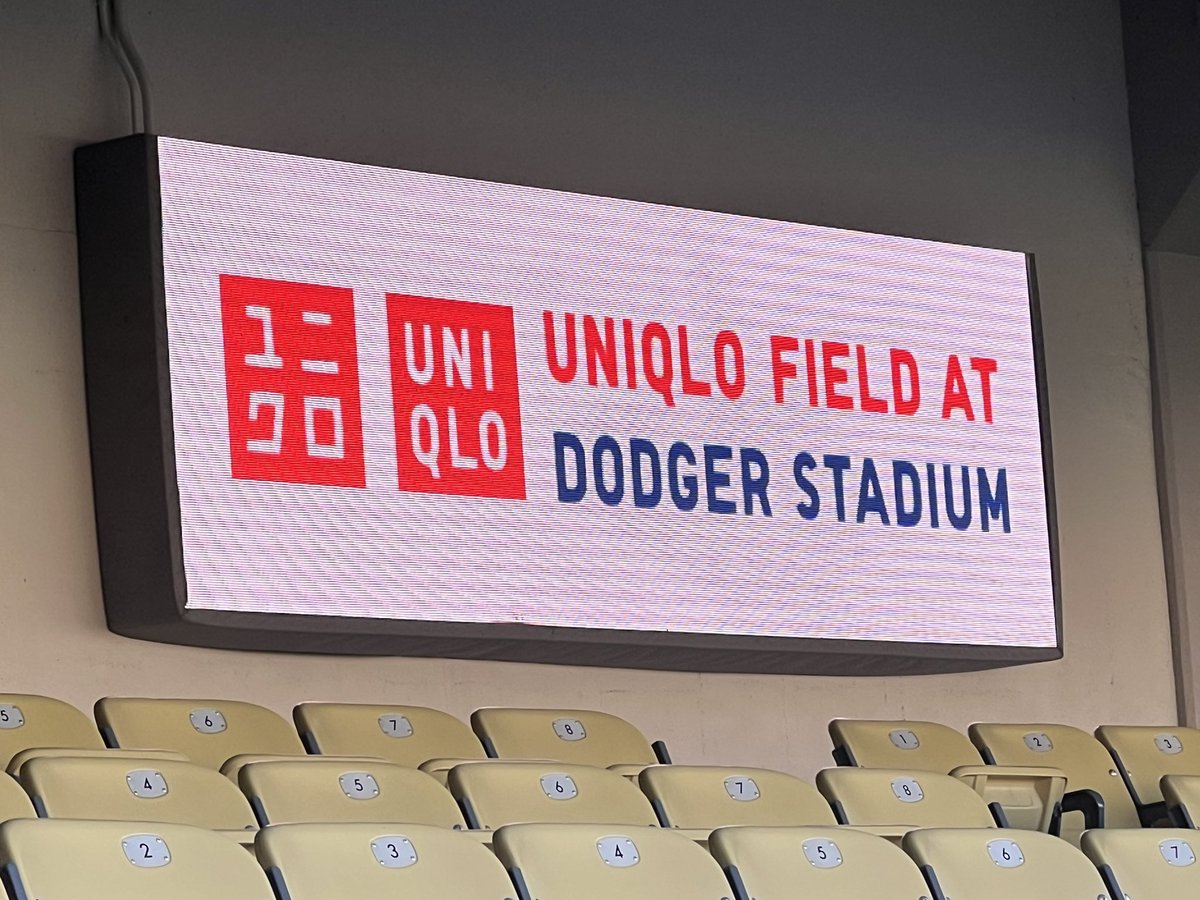 ユニ
クロ
UNI
QLO
UNIQLO FIELD AT
DODGER STADIUM
5 6 7 8 1 2 3
4 5 6 7 8
2 3 4 5 6 7